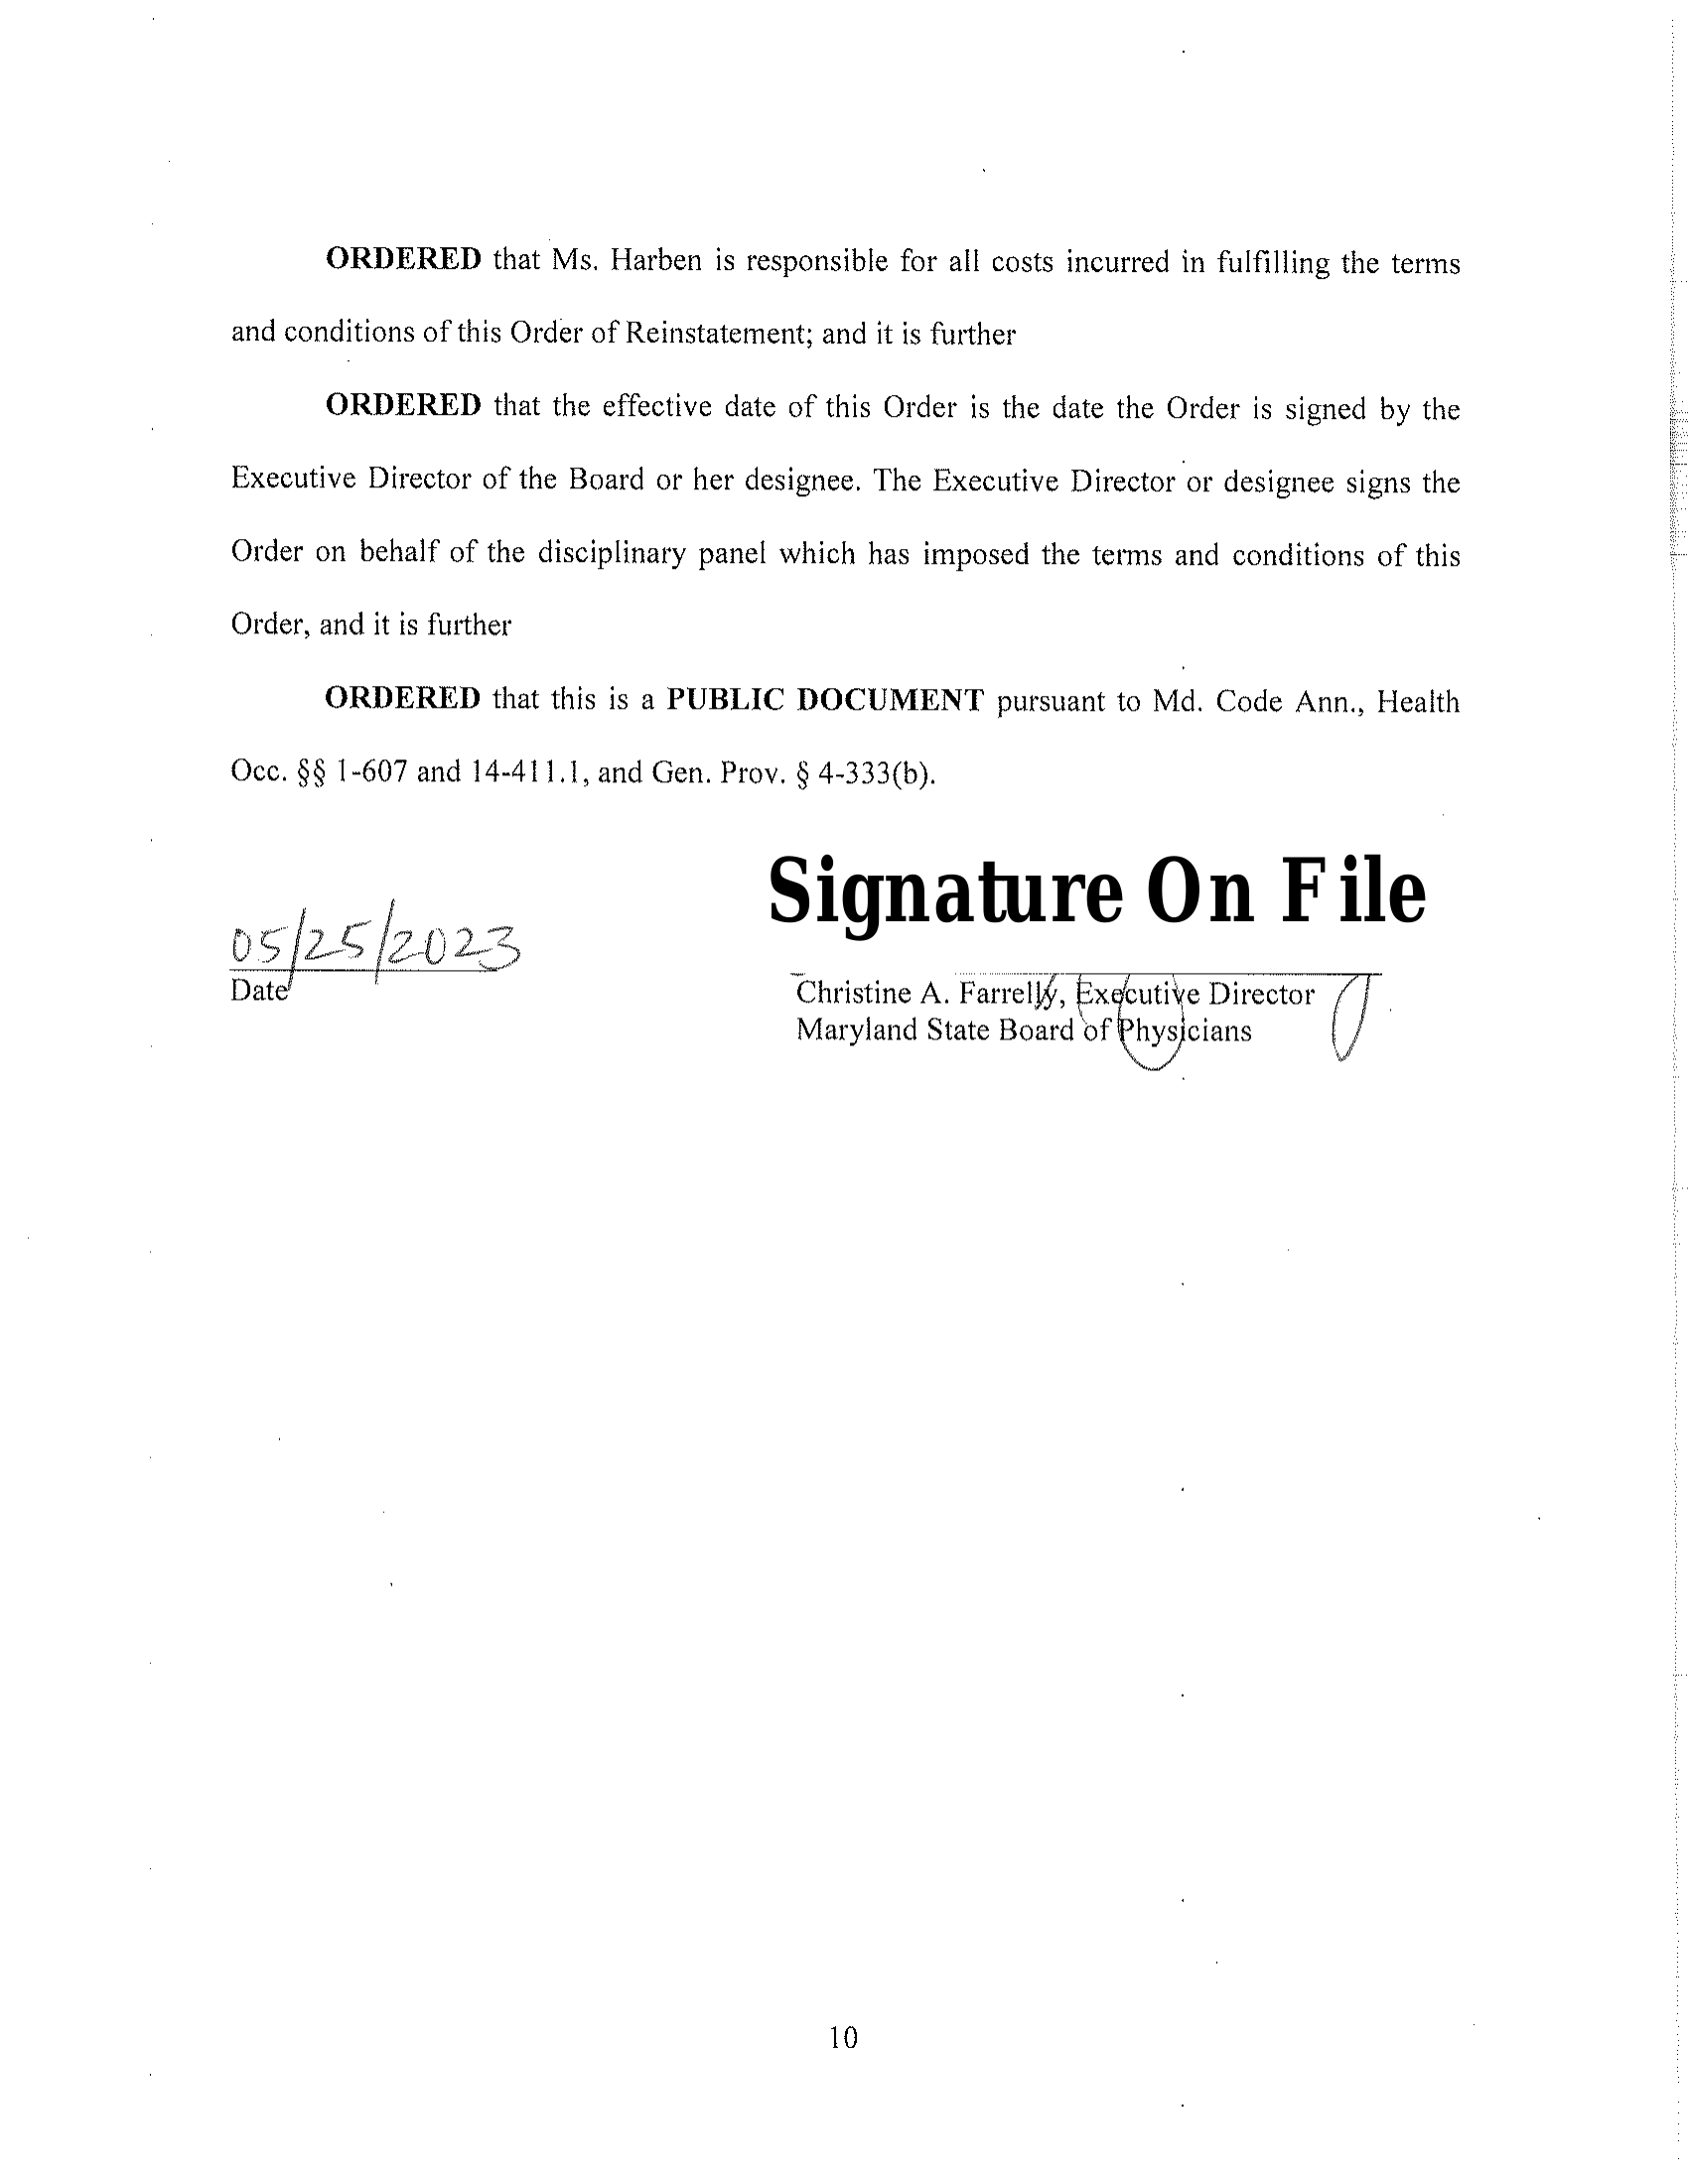 ORDERED that Ms. Harben is responsible for all costs incurred in fulfilling the terms
and conditions of this Order of Reinstatement; and it is further
ORDERED that the effective date of this Order is the date the Order is signed by the
Executive Director of the Board or her designee. The Executive Director or designee signs the
Order on behalf of the disciplinary panel which has imposed the terms and conditions of this
Order, and it is further
ORDERED that this is a PUBLIC DOCUMENT pursuant to Md. Code Ann., Health
Occ. §§ 1-607 and 14-411.1, and Gen. Prov. § 4-333(b).
Signature On File
05/25/2023
Date
Christine A. Farrelly, Executive Director
Maryland State Board of Physicians
10